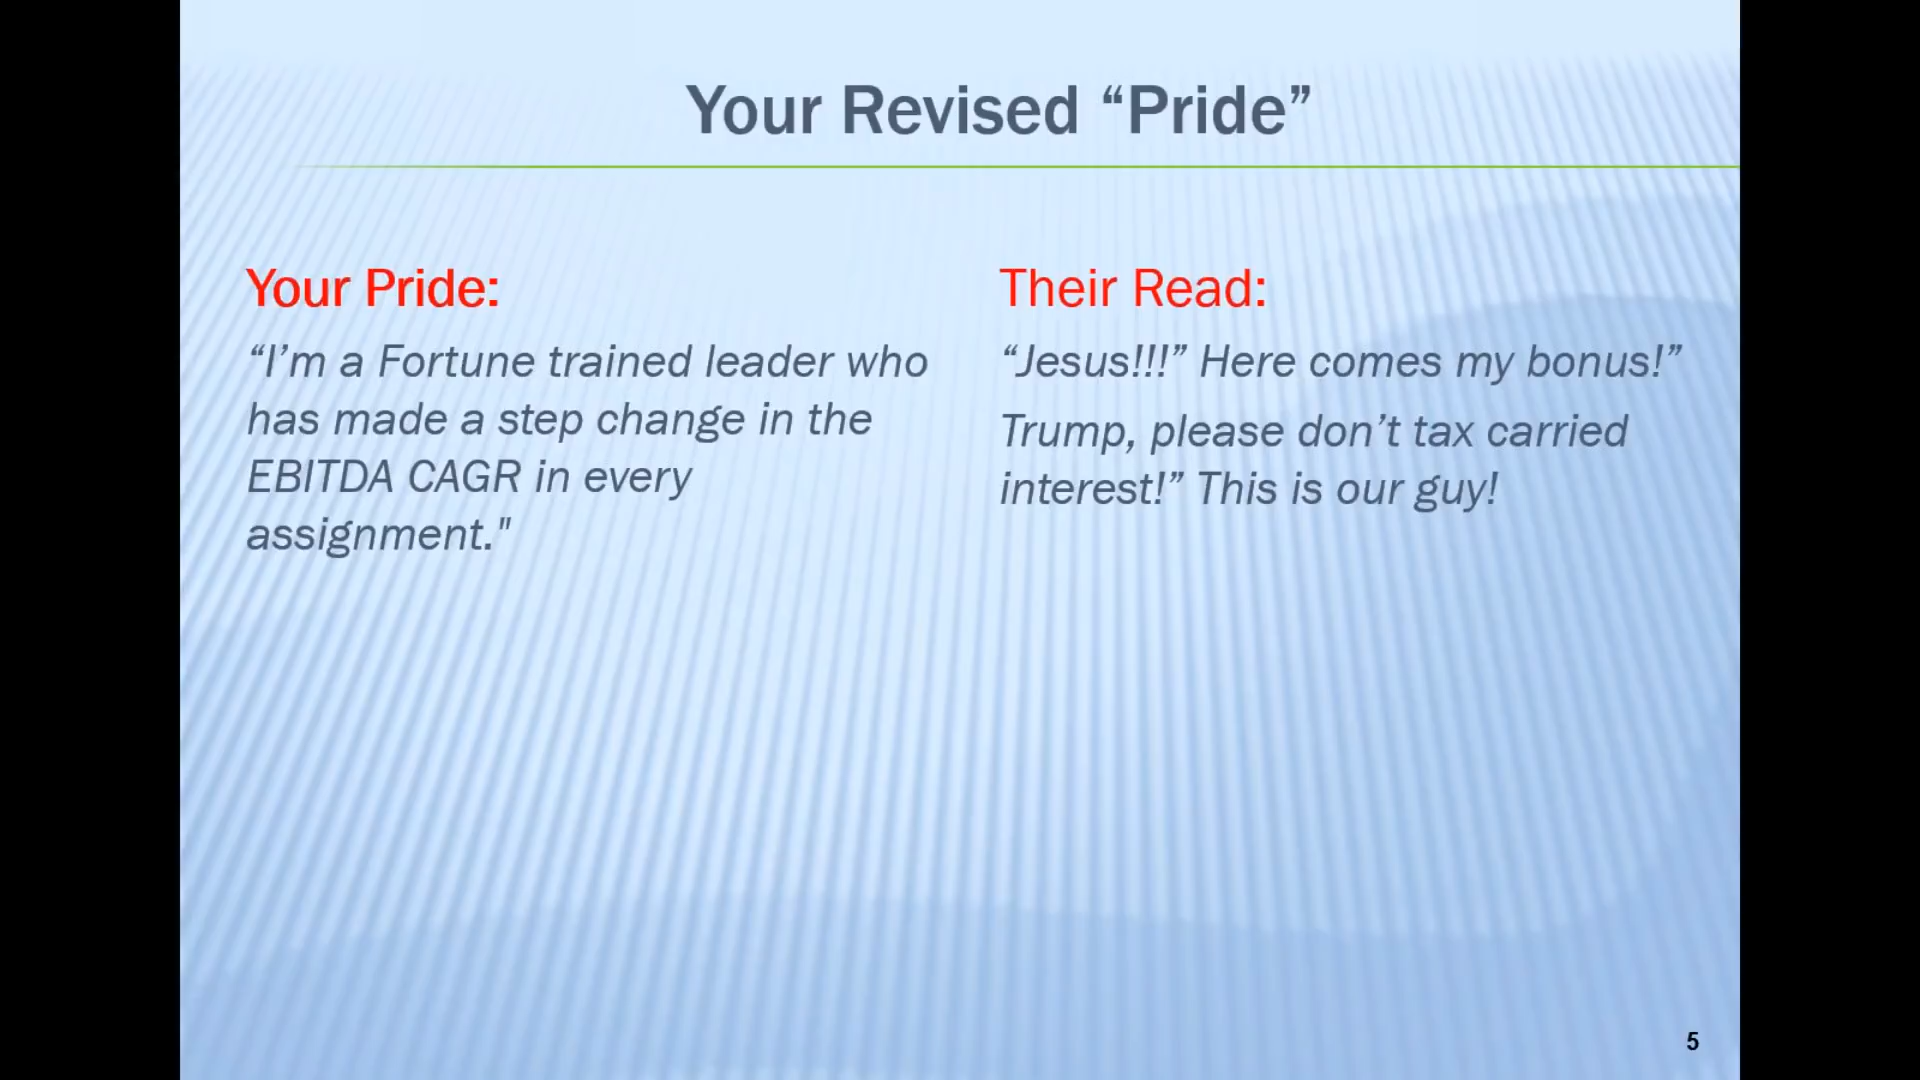 Your Revised “Pride”
Your Pride:
“I’m a Fortune trained leader who
has made a step change in the
EBITDA CAGR in every
assignment."
Their Read:
“Jesus!!!” Here comes my bonus!”
Trump, please don’t tax carried
interest!” This is our guy!
5